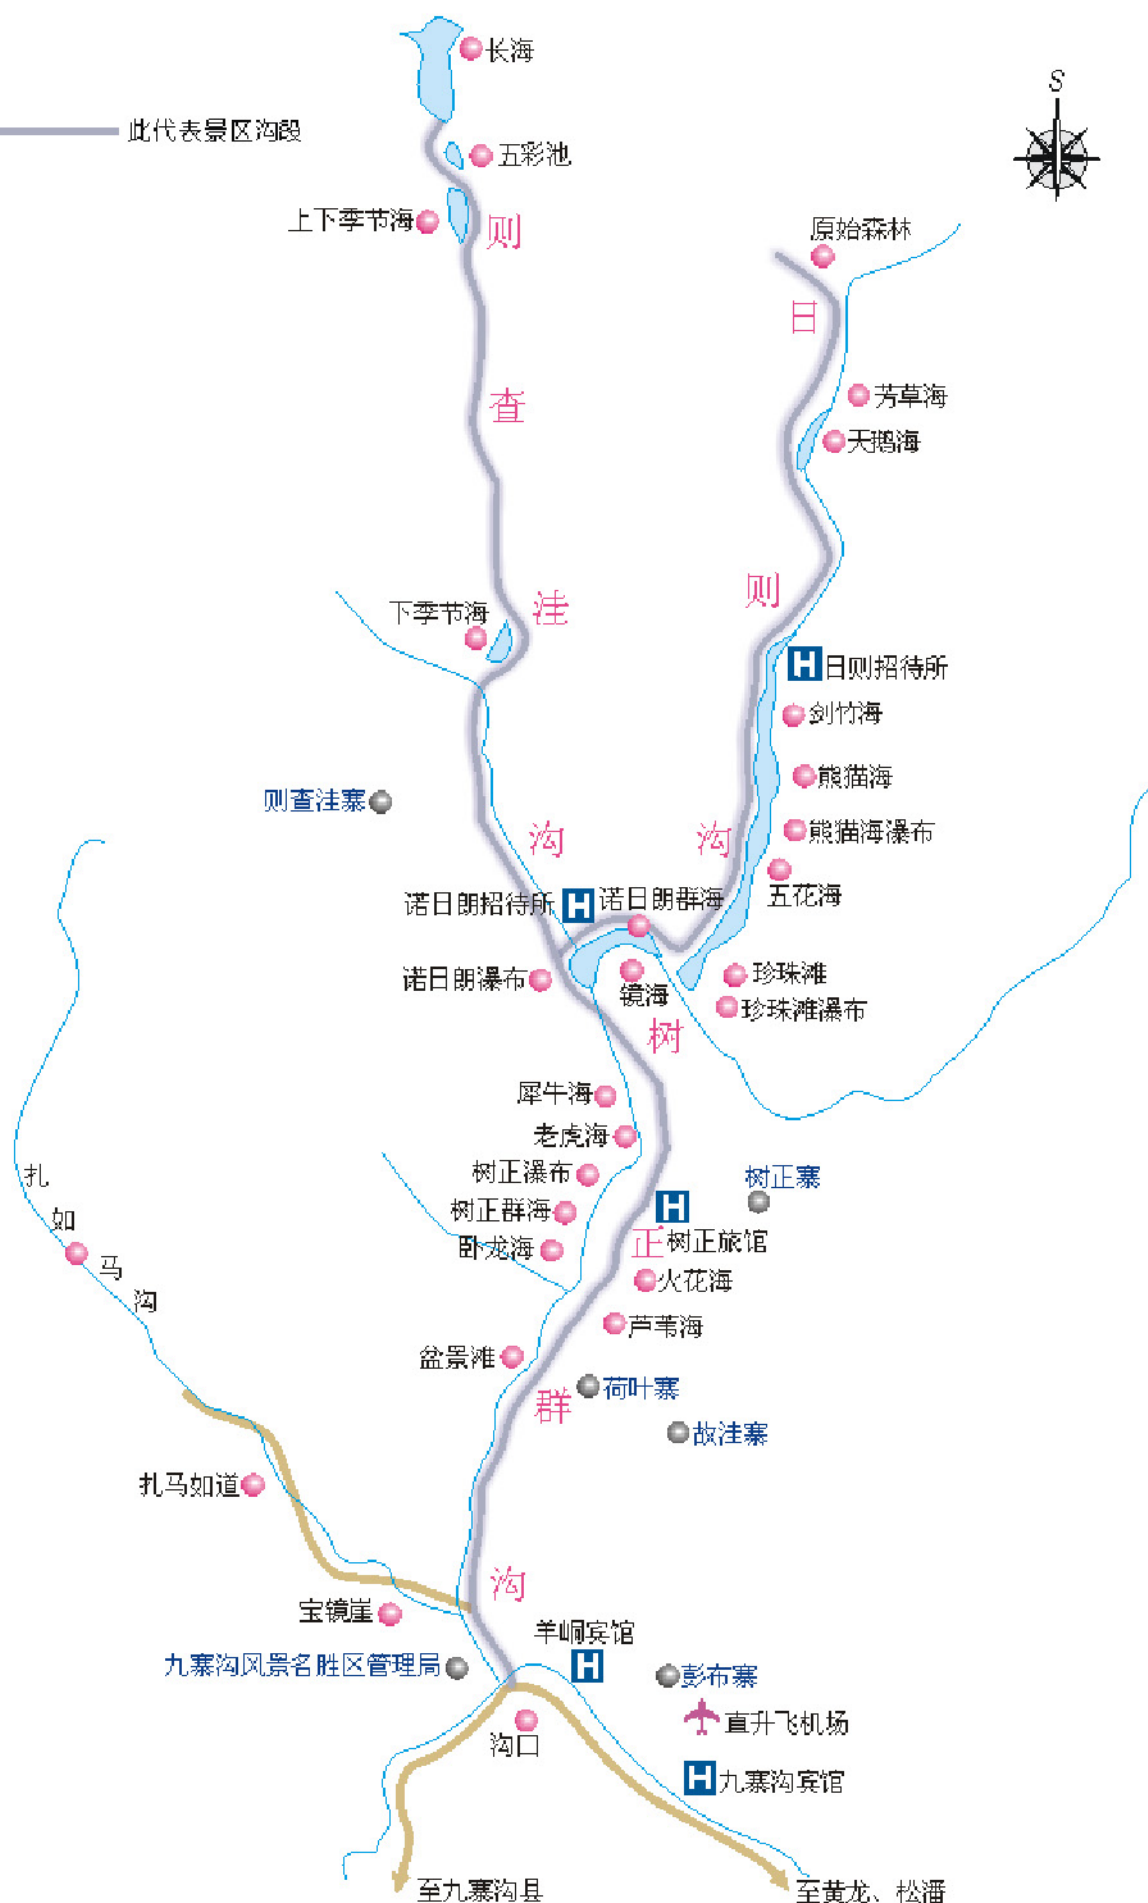 长海
S
此代表景区沟段
五彩池
上下季节海
则
查
洼
沟
原始森林
日
则
沟
芳草海
天鹅海
下季节海
日则招待所
剑竹海
熊猫海
则查洼寨
熊猫海瀑布
五花海
诺日朗招待所
诺日朗群海
诺日朗瀑布
镜海
珍珠滩
珍珠滩瀑布
树
正
群
沟
犀牛海
老虎海
树正瀑布
树正寨
树正群海
树正旅馆
卧龙海
扎
如
马
沟
火花海
芦苇海
盆景滩
荷叶寨
故洼寨
扎马如道
宝镜崖
羊峒宾馆
九寨沟风景名胜区管理局
彭布寨
直升飞机场
沟口
九寨沟宾馆
至九寨沟县
至黄龙、松潘
H
H
H
H
H